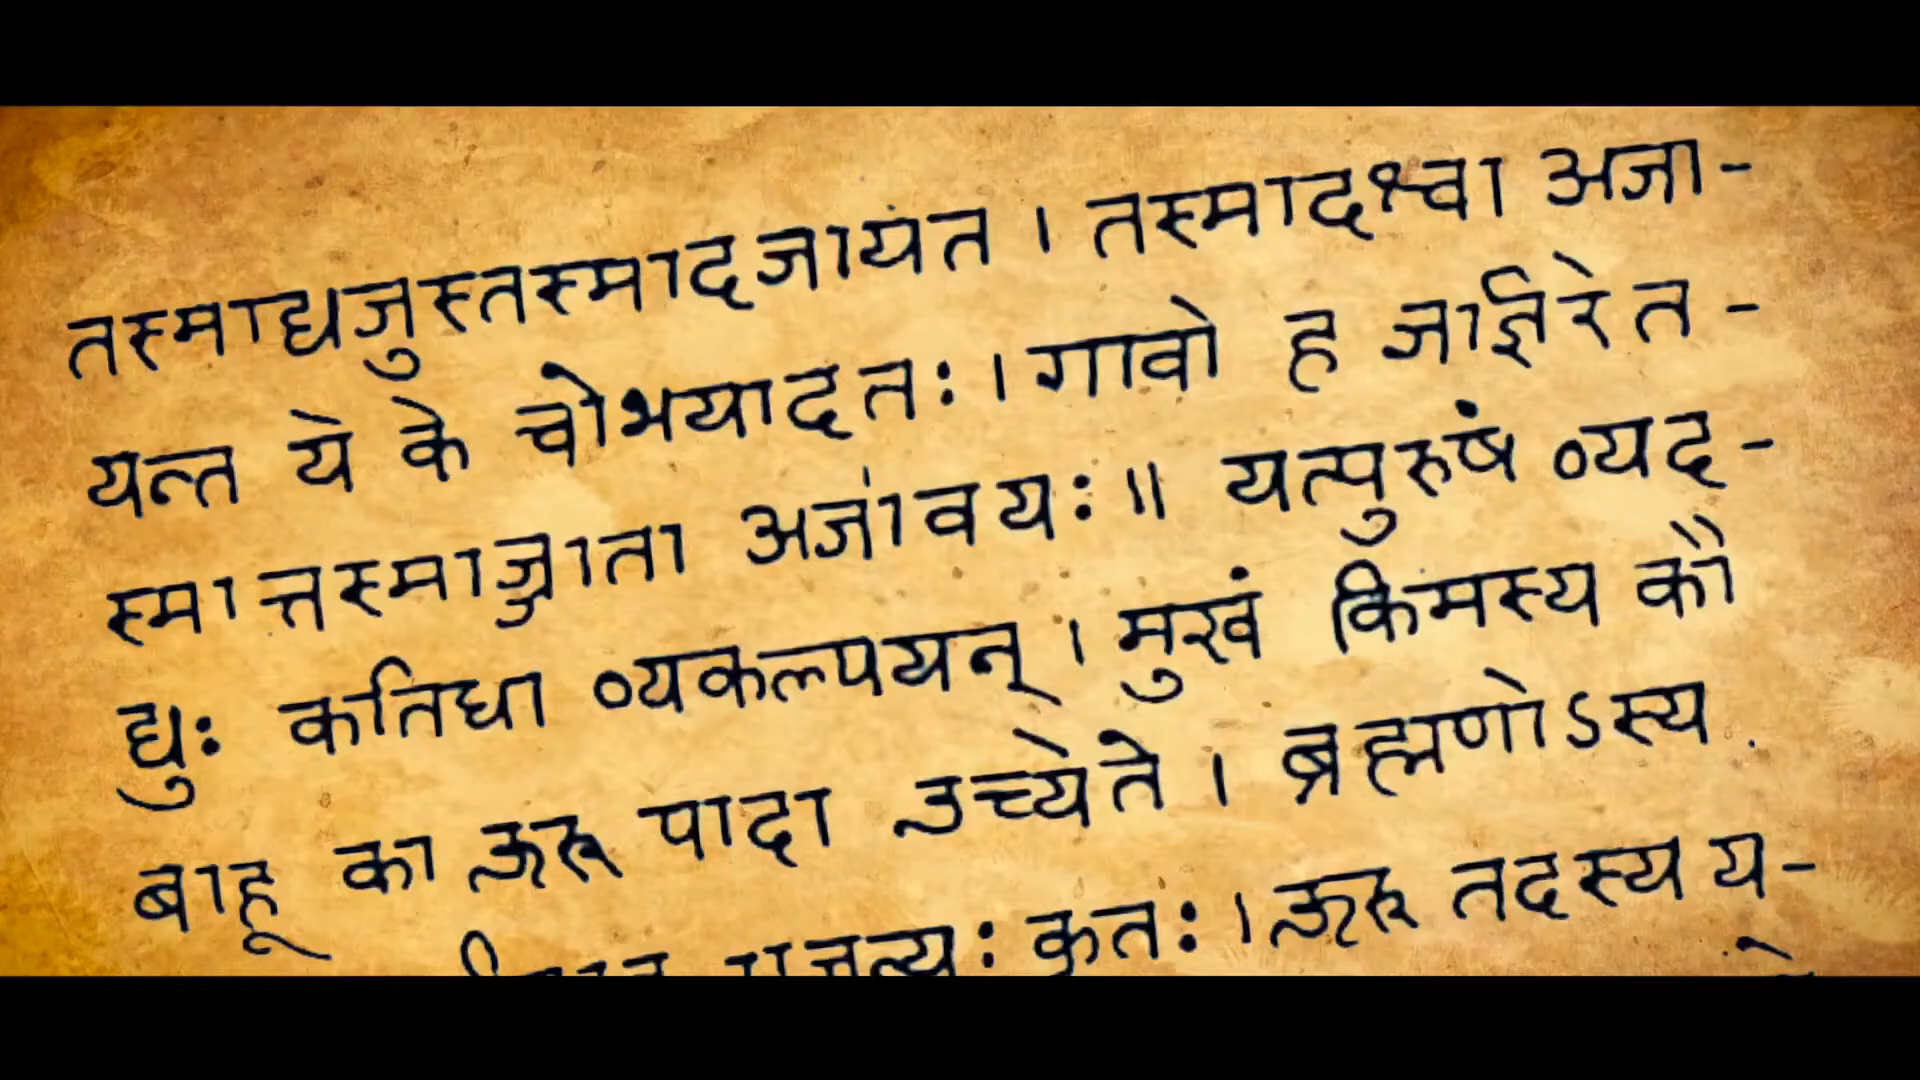 तस्माद्यजुस्तस्मादजायत । तस्मादश्वा अजा-
यन्त ये के चोभयादतः । गावो ह जज्ञिरे त-
स्मात्तस्माज्जाता अजावयः ॥ यत्पुरुषं व्यद-
धुः कतिधा व्यकल्पयन् । मुखं किमस्य कौ
बाहू का ऊरू पादा उच्येते । ब्रह्मणोऽस्य
कृतः । ऊरू तदस्य य-